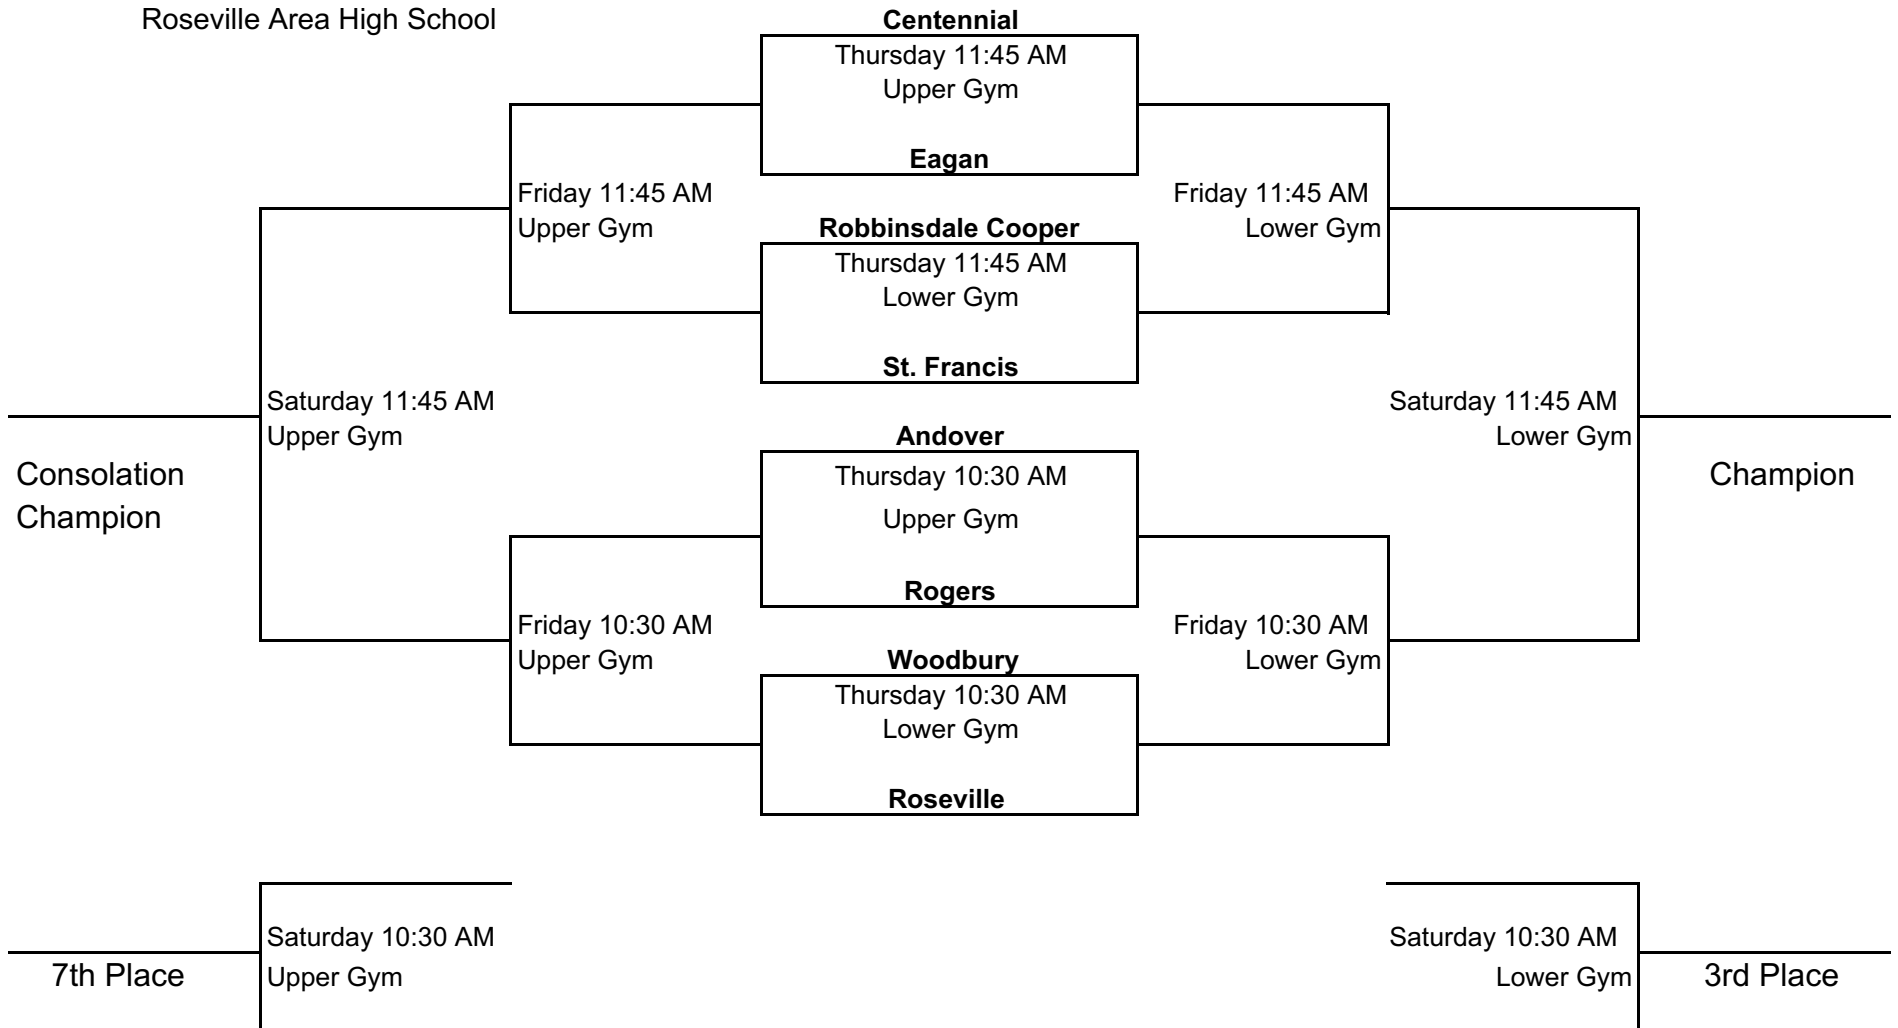 Roseville Area High School
Centennial
Thursday 11:45 AM
Upper Gym
Eagan
Friday 11:45 AM
Upper Gym
Friday 11:45 AM
Lower Gym
Robbinsdale Cooper
Thursday 11:45 AM
Lower Gym
St. Francis
Saturday 11:45 AM
Upper Gym
Saturday 11:45 AM
Lower Gym
Consolation
Champion
Champion
Andover
Thursday 10:30 AM
Upper Gym
Rogers
Friday 10:30 AM
Upper Gym
Friday 10:30 AM
Lower Gym
Woodbury
Thursday 10:30 AM
Lower Gym
Roseville
Saturday 10:30 AM
Upper Gym
7th Place
Saturday 10:30 AM
Lower Gym
3rd Place